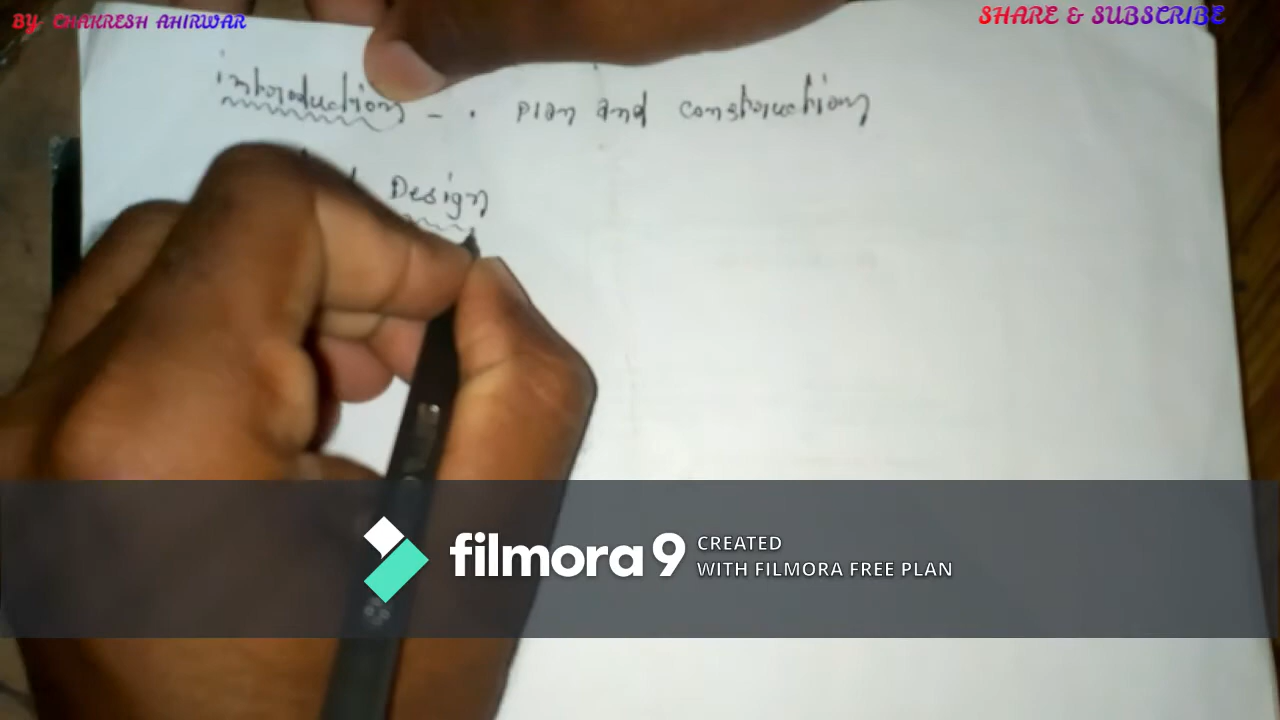 BY- CHAKRESH AHIRWAR
SHARE & SUBSCRIBE
introduction - . Plan and construction
Design
filmora 9
CREATED
WITH FILMORA FREE PLAN